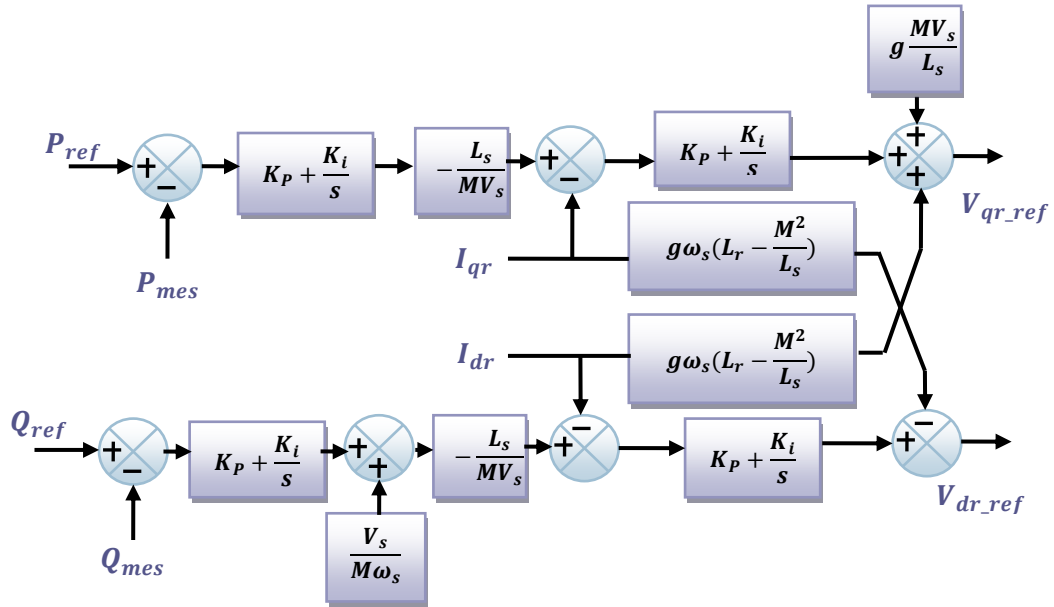 g MV_s / L_s
P_ref
+
−
K_P + K_i / s
− L_s / MV_s
+
−
K_P + K_i / s
+
+
+
V_qr_ref
P_mes
I_qr
gω_s(L_r − M² / L_s)
I_dr
gω_s(L_r − M² / L_s)
Q_ref
+
−
K_P + K_i / s
+
+
− L_s / MV_s
+
−
K_P + K_i / s
+
−
V_dr_ref
Q_mes
V_s / Mω_s